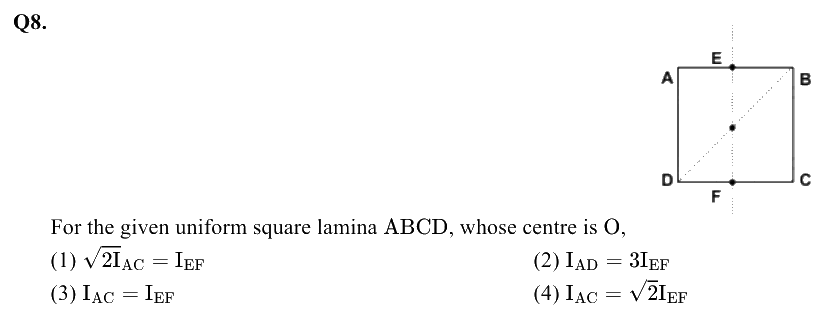 Q8.
E
A
B
D
C
F
For the given uniform square lamina ABCD, whose centre is O,
(1) √2I_AC = I_EF (2) I_AD = 3I_EF
(3) I_AC = I_EF (4) I_AC = √2I_EF